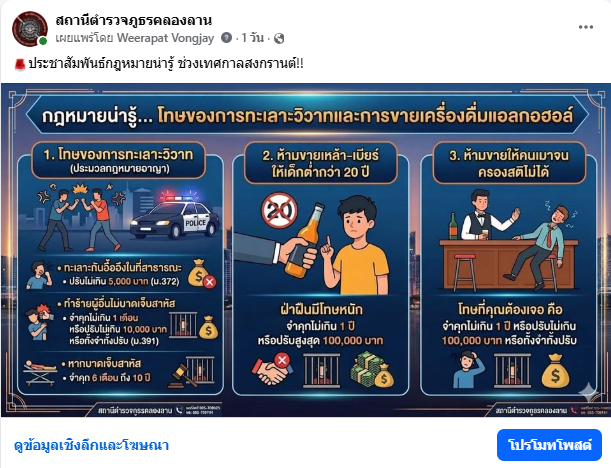 สถานีตำรวจภูธรคลองลาน
เผยแพร่โดย Weerapat Vongjay · 1 วัน ·
ประชาสัมพันธ์กฎหมายน่ารู้ ช่วงเทศกาลสงกรานต์!!
กฎหมายน่ารู้... โทษของการทะเลาะวิวาทและการขายเครื่องดื่มแอลกอฮอล์
1. โทษของการทะเลาะวิวาท
(ประมวลกฎหมายอาญา)
POLICE
• ทะเลาะกันอื้ออึงในที่สาธารณะ
• ปรับไม่เกิน 5,000 บาท (ม.372)
• ทำร้ายผู้อื่นไม่บาดเจ็บสาหัส
• จำคุกไม่เกิน 1 เดือน
หรือปรับไม่เกิน 10,000 บาท
หรือทั้งจำทั้งปรับ (ม.391)
• หากบาดเจ็บสาหัส
• จำคุก 6 เดือน ถึง 10 ปี
2. ห้ามขายเหล้า-เบียร์
ให้เด็กต่ำกว่า 20 ปี
20
ฝ่าฝืนมีโทษหนัก
จำคุกไม่เกิน 1 ปี
หรือปรับสูงสุด 100,000 บาท
3. ห้ามขายให้คนเมาจน
ครองสติไม่ได้
โทษที่คุณต้องเจอ คือ
จำคุกไม่เกิน 1 ปี หรือปรับไม่เกิน
100,000 บาท หรือทั้งจำทั้งปรับ
สถานีตำรวจภูธรคลองลาน
สถานีตำรวจภูธรคลองลาน
ดูข้อมูลเชิงลึกและโฆษณา
โปรโมทโพสต์